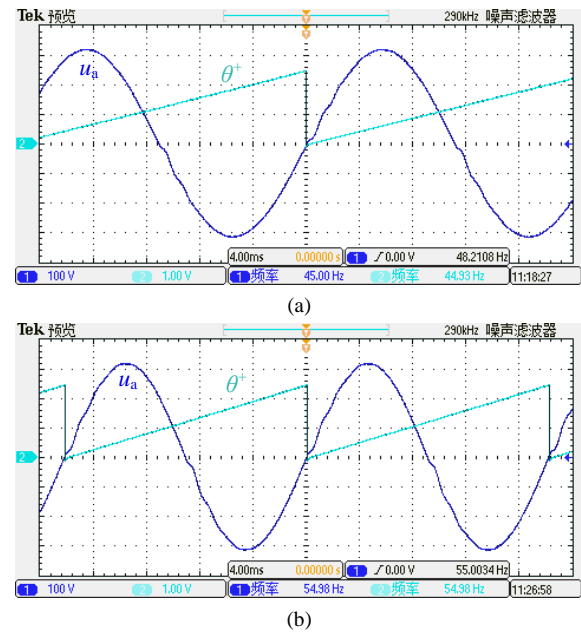 Tek 预览 290kHz 噪声滤波器
u_a θ⁺
2
4.00ms 0.00000 s 1 ∫ 0.00 V 48.2108 Hz
1 100 V 2 1.00 V 1 频率 45.00 Hz 2 频率 44.93 Hz 11:18:27
(a)
Tek 预览 290kHz 噪声滤波器
u_a θ⁺
2
4.00ms 0.00000 s 1 ∫ 0.00 V 55.0034 Hz
1 100 V 2 1.00 V 1 频率 54.98 Hz 2 频率 54.98 Hz 11:26:58
(b)